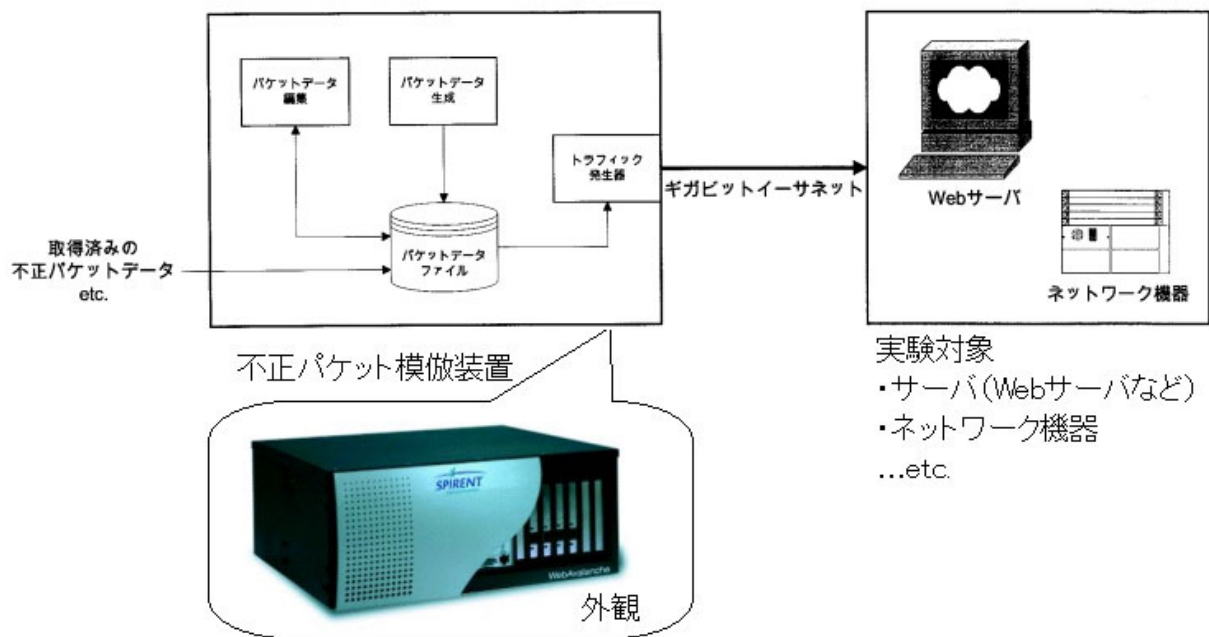 パケットデータ
編集
パケットデータ
生成
トラフィック
発生器
パケットデータ
ファイル
取得済みの
不正パケットデータ
etc.
ギガビットイーサネット
Webサーバ
ネットワーク機器
不正パケット模倣装置
実験対象
・サーバ(Webサーバなど)
・ネットワーク機器
...etc.
SPIRENT
WebAvalanche
外観